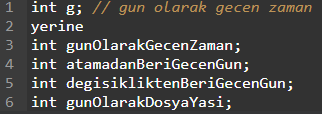 1 int g; // gun olarak gecen zaman
2 yerine
3 int gunOlarakGecenZaman;
4 int atamadanBeriGecenGun;
5 int degisikliktenBeriGecenGun;
6 int gunOlarakDosyaYasi;